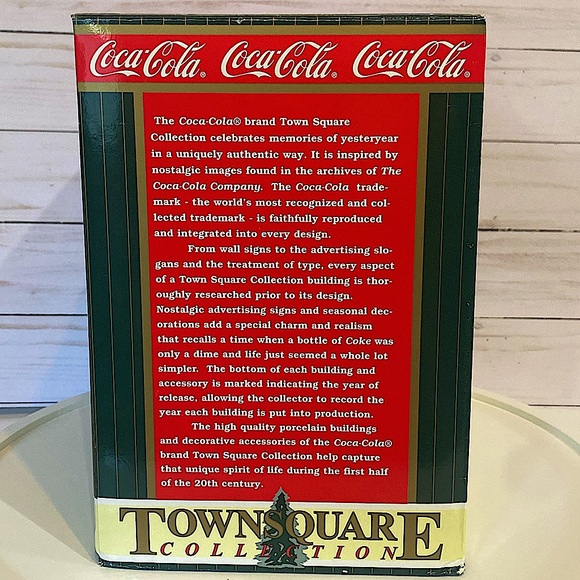 Coca-Cola® Coca-Cola® Coca-Cola®
The Coca-Cola® brand Town Square
Collection celebrates memories of yesteryear
in a uniquely authentic way. It is inspired by
nostalgic images found in the archives of The
Coca-Cola Company. The Coca-Cola trade-
mark - the world's most recognized and col-
lected trademark - is faithfully reproduced
and integrated into every design.
From wall signs to the advertising slo-
gans and the treatment of type, every aspect
of a Town Square Collection building is thor-
oughly researched prior to its design.
Nostalgic advertising signs and seasonal dec-
orations add a special charm and realism
that recalls a time when a bottle of Coke was
only a dime and life just seemed a whole lot
simpler. The bottom of each building and
accessory is marked indicating the year of
release, allowing the collector to record the
year each building is put into production.
The high quality porcelain buildings
and decorative accessories of the Coca-Cola®
brand Town Square Collection help capture
that unique spirit of life during the first half
of the 20th century.
TOWNSQUARE
COLLECTION